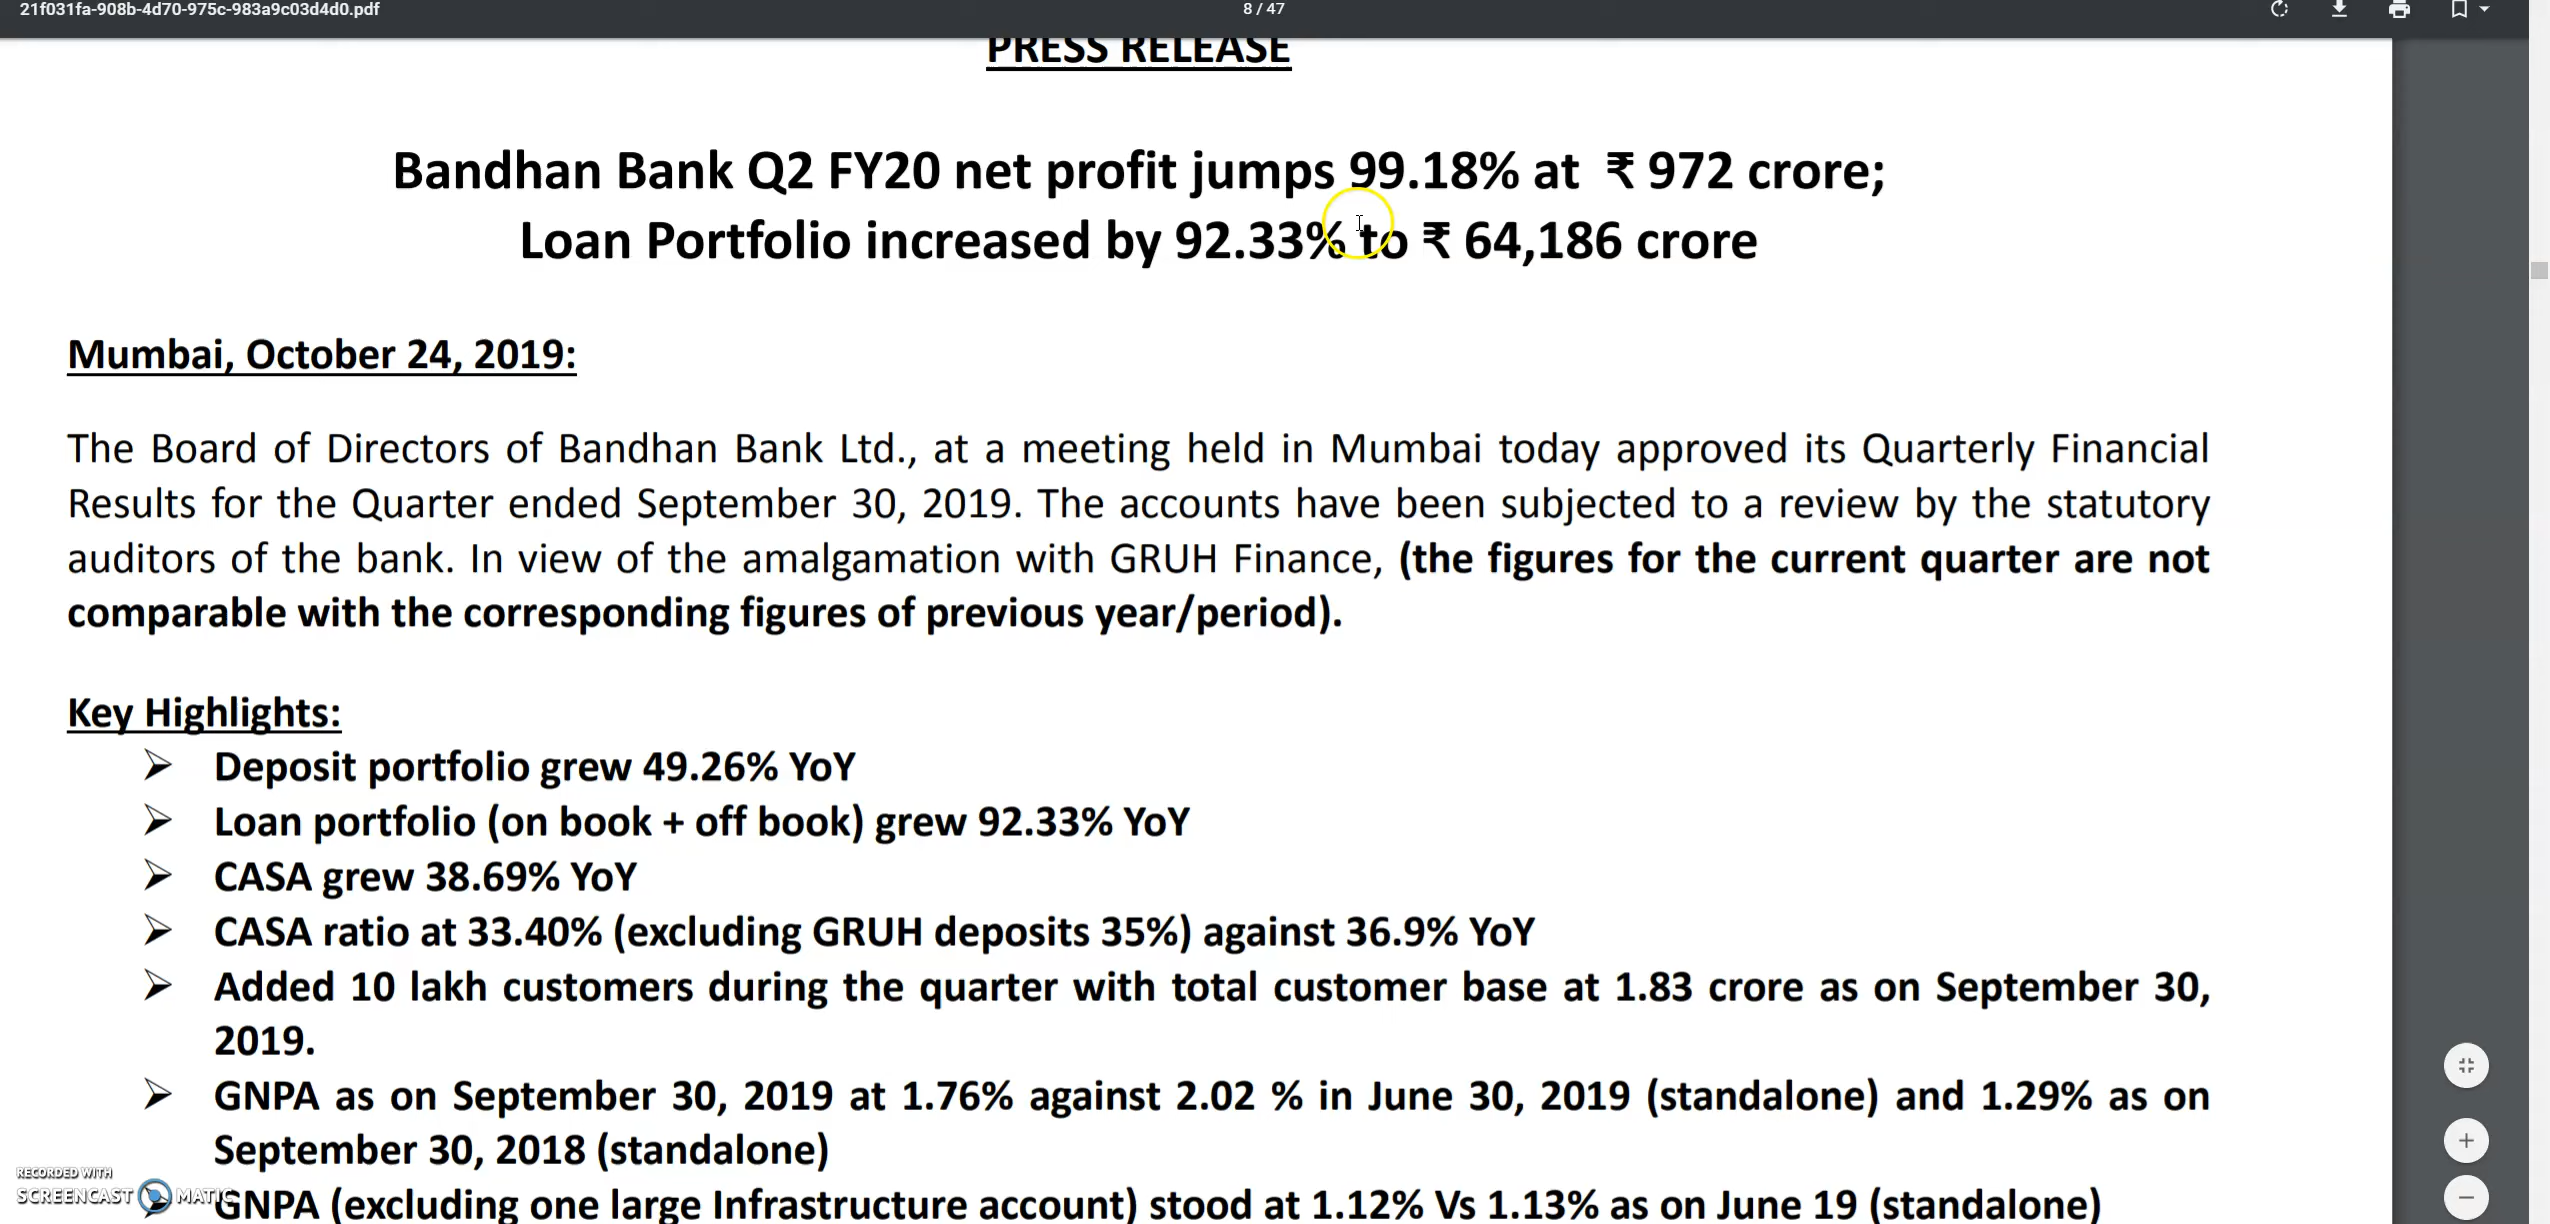 21f031fa-908b-4d70-975c-983a9c03d4d0.pdf
8 / 47
PRESS RELEASE
Bandhan Bank Q2 FY20 net profit jumps 99.18% at ₹ 972 crore;
Loan Portfolio increased by 92.33% to ₹ 64,186 crore
Mumbai, October 24, 2019:
The Board of Directors of Bandhan Bank Ltd., at a meeting held in Mumbai today approved its Quarterly Financial
Results for the Quarter ended September 30, 2019. The accounts have been subjected to a review by the statutory
auditors of the bank. In view of the amalgamation with GRUH Finance, (the figures for the current quarter are not
comparable with the corresponding figures of previous year/period).
Key Highlights:
➢ Deposit portfolio grew 49.26% YoY
➢ Loan portfolio (on book + off book) grew 92.33% YoY
➢ CASA grew 38.69% YoY
➢ CASA ratio at 33.40% (excluding GRUH deposits 35%) against 36.9% YoY
➢ Added 10 lakh customers during the quarter with total customer base at 1.83 crore as on September 30,
2019.
➢ GNPA as on September 30, 2019 at 1.76% against 2.02 % in June 30, 2019 (standalone) and 1.29% as on
September 30, 2018 (standalone)
GNPA (excluding one large Infrastructure account) stood at 1.12% Vs 1.13% as on June 19 (standalone)
RECORDED WITH
SCREENCAST MATIC